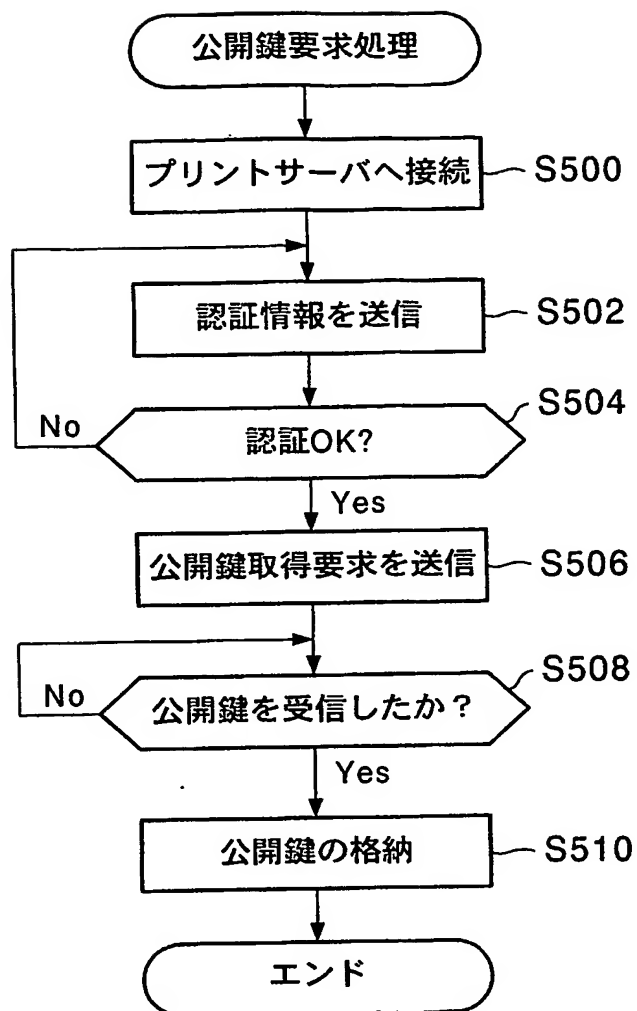 公開鍵要求処理
プリントサーバへ接続
S500
認証情報を送信
S502
S504
No
認証OK?
Yes
公開鍵取得要求を送信
S506
S508
No
公開鍵を受信したか？
Yes
公開鍵の格納
S510
エンド